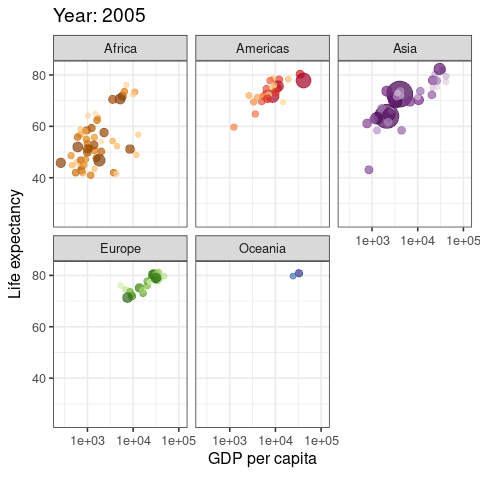 Year: 2005
Africa Americas Asia
80
60
40
1e+03 1e+04 1e+05
Life expectancy
Europe Oceania
80
60
40
1e+03 1e+04 1e+05 1e+03 1e+04 1e+05
GDP per capita